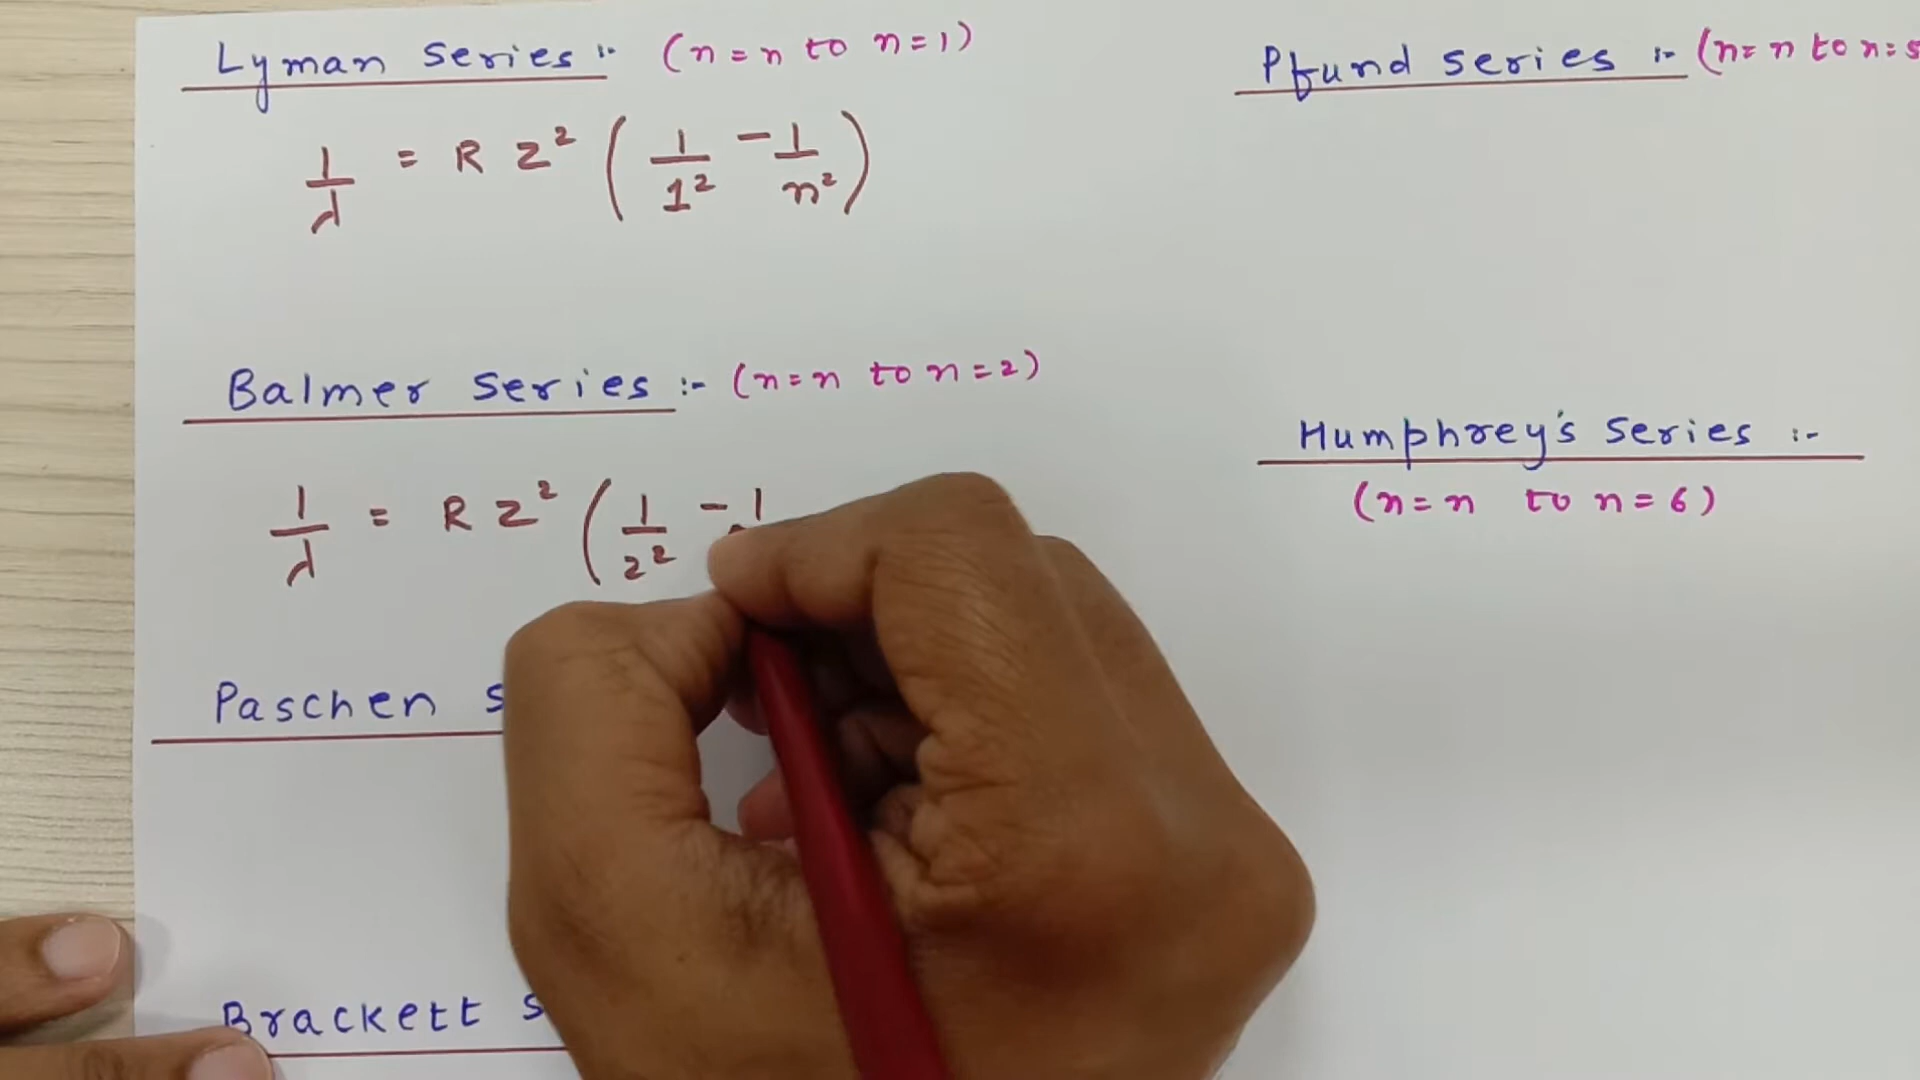 Lyman Series :- (n = n to n = 1)
1/λ = R Z² ( 1/1² - 1/n² )
Balmer Series :- (n = n to n = 2)
1/λ = R Z² ( 1/2² - 1
Paschen S
Brackett S
Pfund series :- (n = n to n = 5
Humphrey's Series :-
(n = n to n = 6)